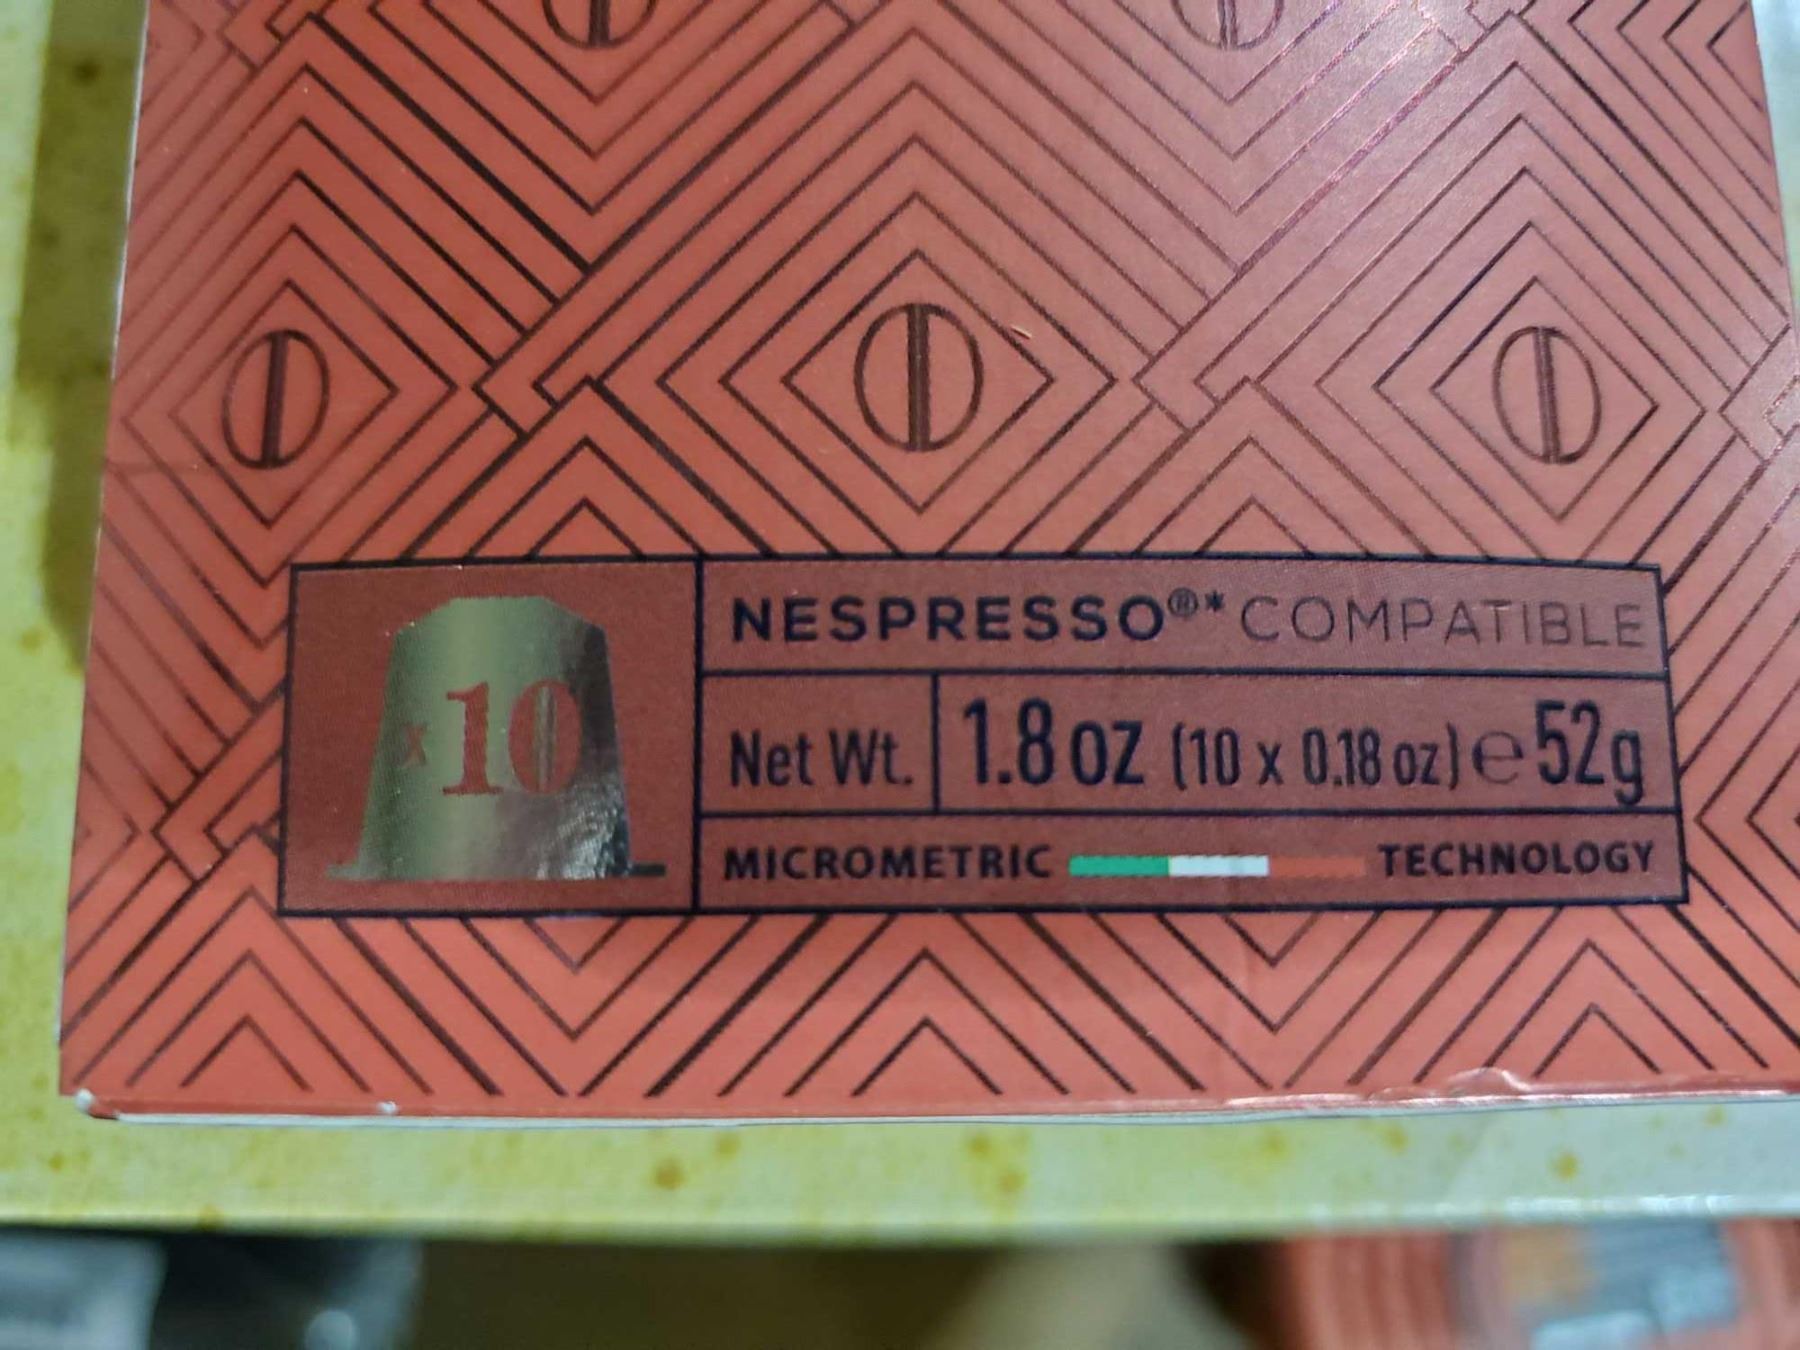 x10
NESPRESSO®* COMPATIBLE
Net Wt. 1.8 oz (10 x 0.18 oz) ℮ 52g
MICROMETRIC TECHNOLOGY